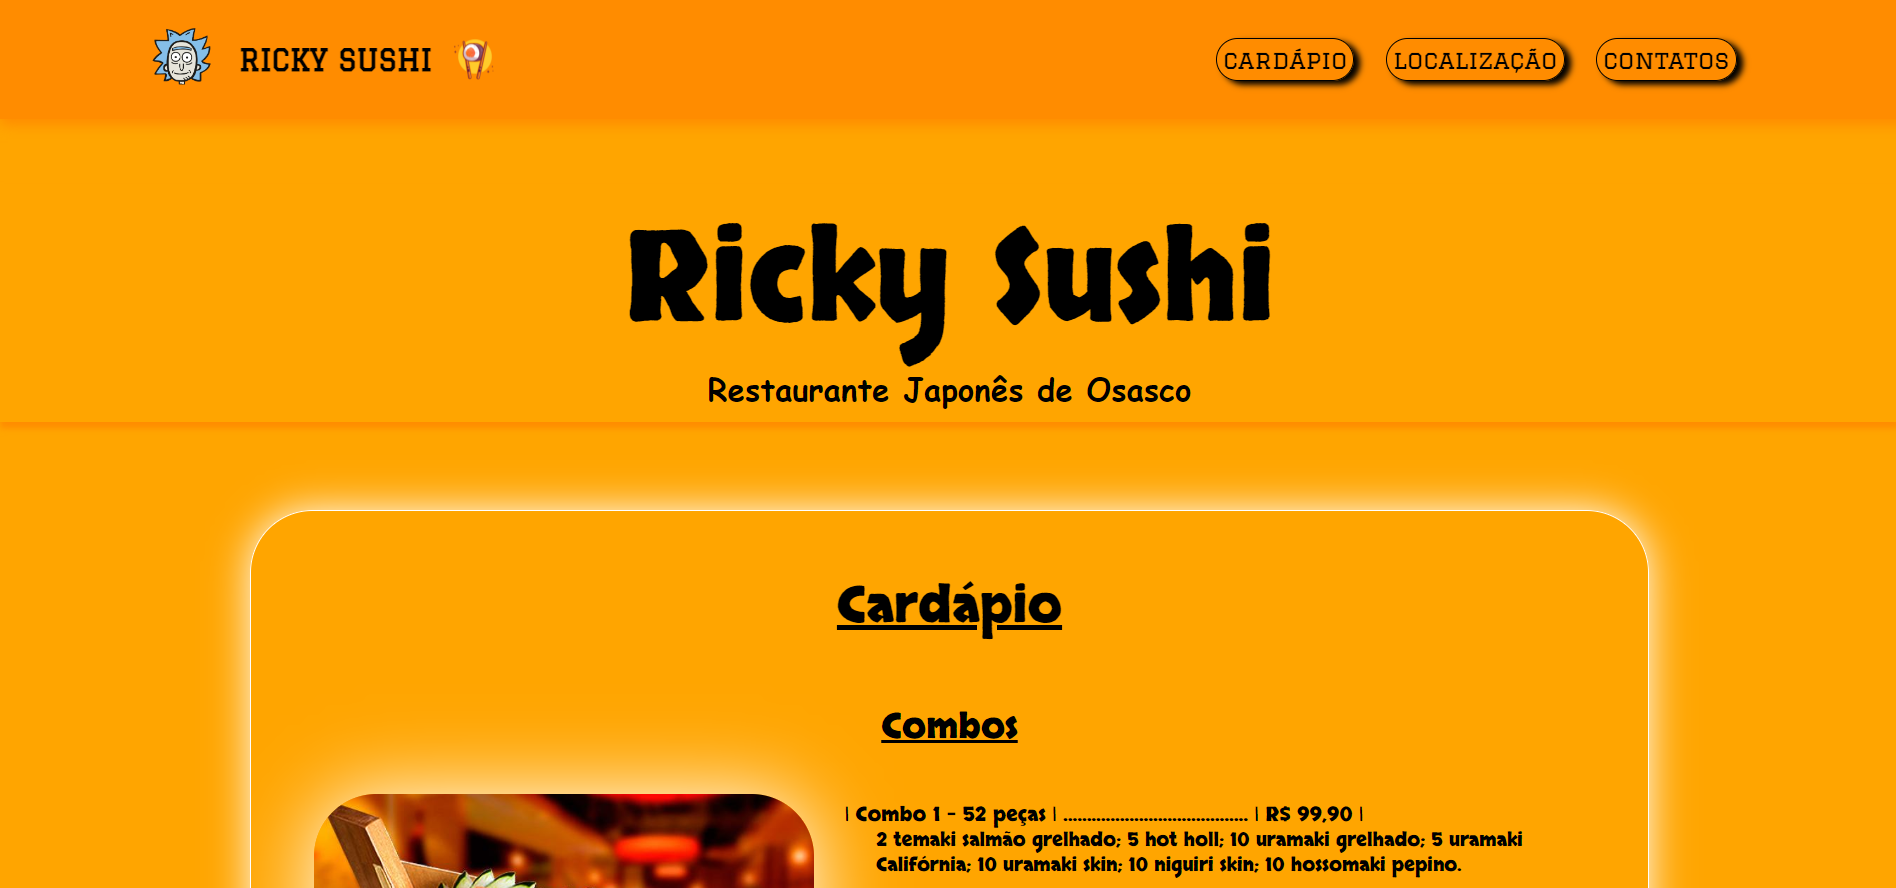 RICKY SUSHI
CARDÁPIO
LOCALIZAÇÃO
CONTATOS
Ricky Sushi
Restaurante Japonês de Osasco
Cardápio
Combos
| Combo 1 - 52 peças | ....................................... | R$ 99,90 |
2 temaki salmão grelhado; 5 hot holl; 10 uramaki grelhado; 5 uramaki
Califórnia; 10 uramaki skin; 10 niguiri skin; 10 hossomaki pepino.